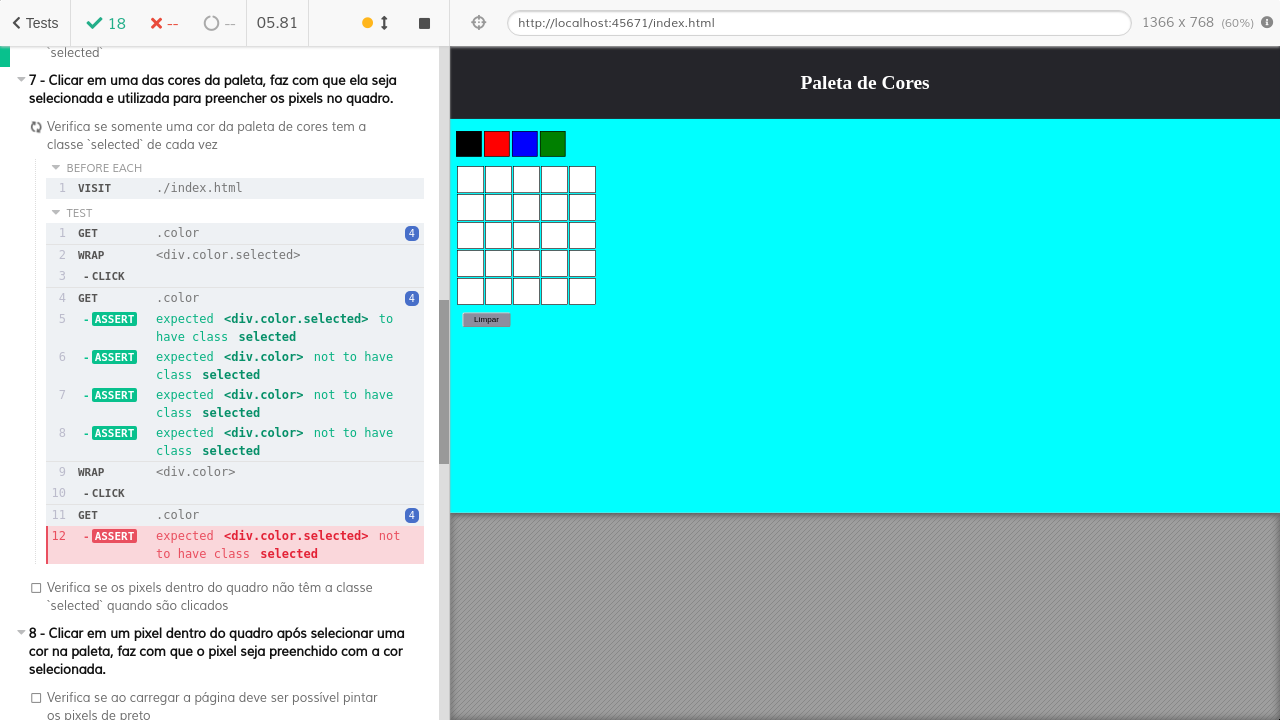 Tests
18
--
--
05.81
http://localhost:45671/index.html
1366 x 768 (60%)
`selected`
7 - Clicar em uma das cores da paleta, faz com que ela seja
selecionada e utilizada para preencher os pixels no quadro.
Verifica se somente uma cor da paleta de cores tem a
classe `selected` de cada vez
BEFORE EACH
1 VISIT ./index.html
TEST
1 GET .color 4
2 WRAP <div.color.selected>
3 -CLICK
4 GET .color 4
5 -ASSERT expected <div.color.selected> to
have class selected
6 -ASSERT expected <div.color> not to have
class selected
7 -ASSERT expected <div.color> not to have
class selected
8 -ASSERT expected <div.color> not to have
class selected
9 WRAP <div.color>
10 -CLICK
11 GET .color 4
12 -ASSERT expected <div.color.selected> not
to have class selected
Verifica se os pixels dentro do quadro não têm a classe
`selected` quando são clicados
8 - Clicar em um pixel dentro do quadro após selecionar uma
cor na paleta, faz com que o pixel seja preenchido com a cor
selecionada.
Verifica se ao carregar a página deve ser possível pintar
os pixels de preto
Paleta de Cores
Limpar